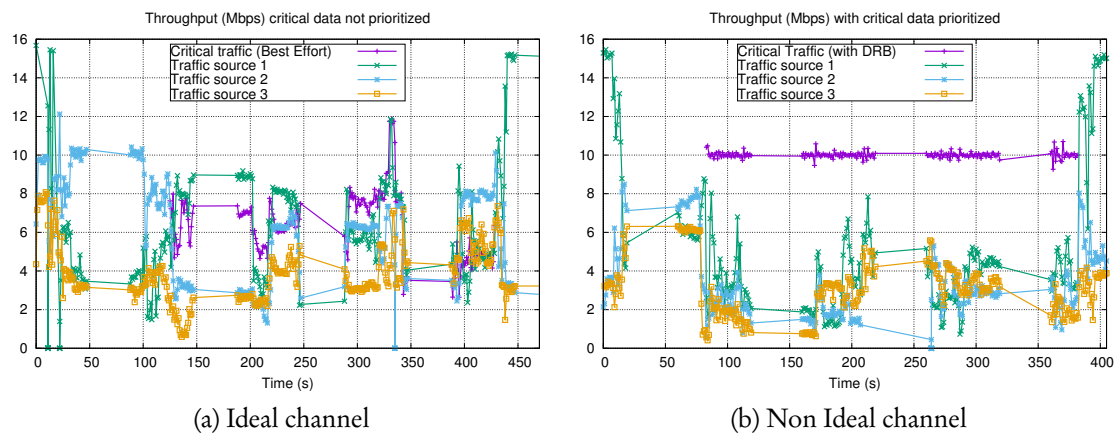 Throughput (Mbps) critical data not prioritized
16
14
12
10
8
6
4
2
0
Critical traffic (Best Effort)
Traffic source 1
Traffic source 2
Traffic source 3
0 50 100 150 200 250 300 350 400 450
Time (s)
(a) Ideal channel
Throughput (Mbps) with critical data prioritized
16
14
12
10
8
6
4
2
0
Critical Traffic (with DRB)
Traffic source 1
Traffic source 2
Traffic source 3
0 50 100 150 200 250 300 350 400
Time (s)
(b) Non Ideal channel